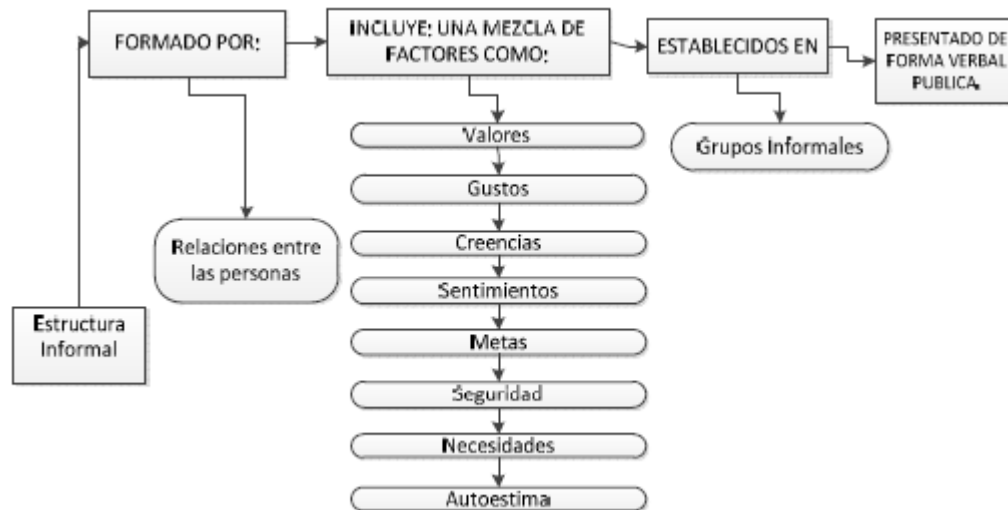 FORMADO POR:
INCLUYE: UNA MEZCLA DE
FACTORES COMO:
ESTABLECIDOS EN
PRESENTADO DE
FORMA VERBAL
PUBLICA.
Valores
Grupos Informales
Gustos
Creencias
Relaciones entre
las personas
Sentimientos
Estructura
Informal
Metas
Seguridad
Necesidades
Autoestima